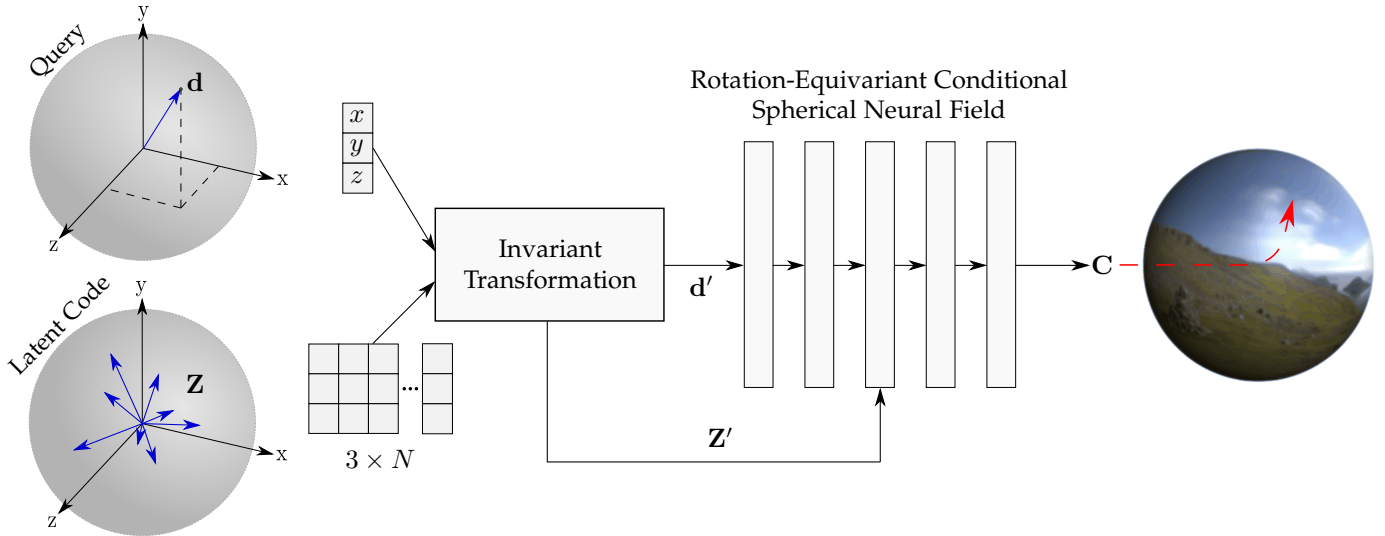 Query
y
d
x
z
Latent Code
y
Z
x
z
x
y
z
3 × N
...
Invariant
Transformation
d′
Z′
Rotation-Equivariant Conditional
Spherical Neural Field
C